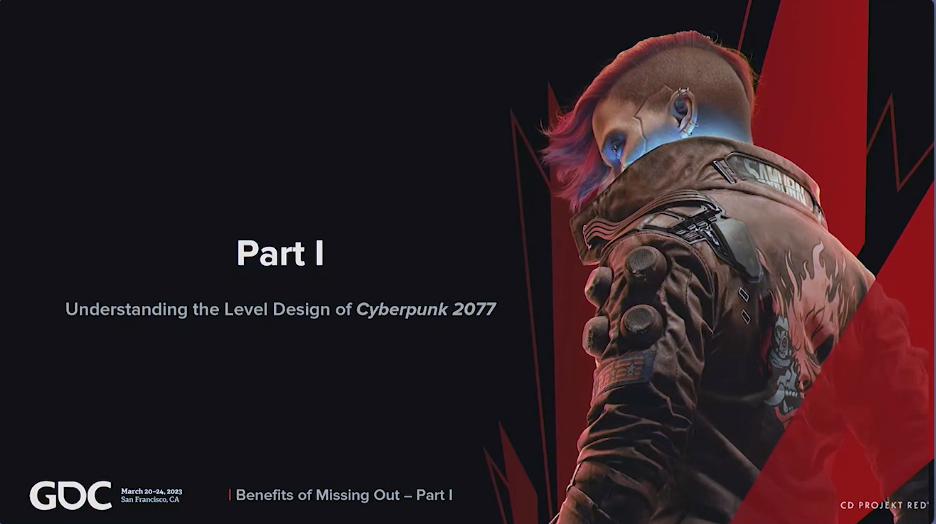 SAMURAI
Part I
Understanding the Level Design of Cyberpunk 2077
GDC
March 20-24, 2023
San Francisco, CA
| Benefits of Missing Out – Part I
CD PROJEKT RED®